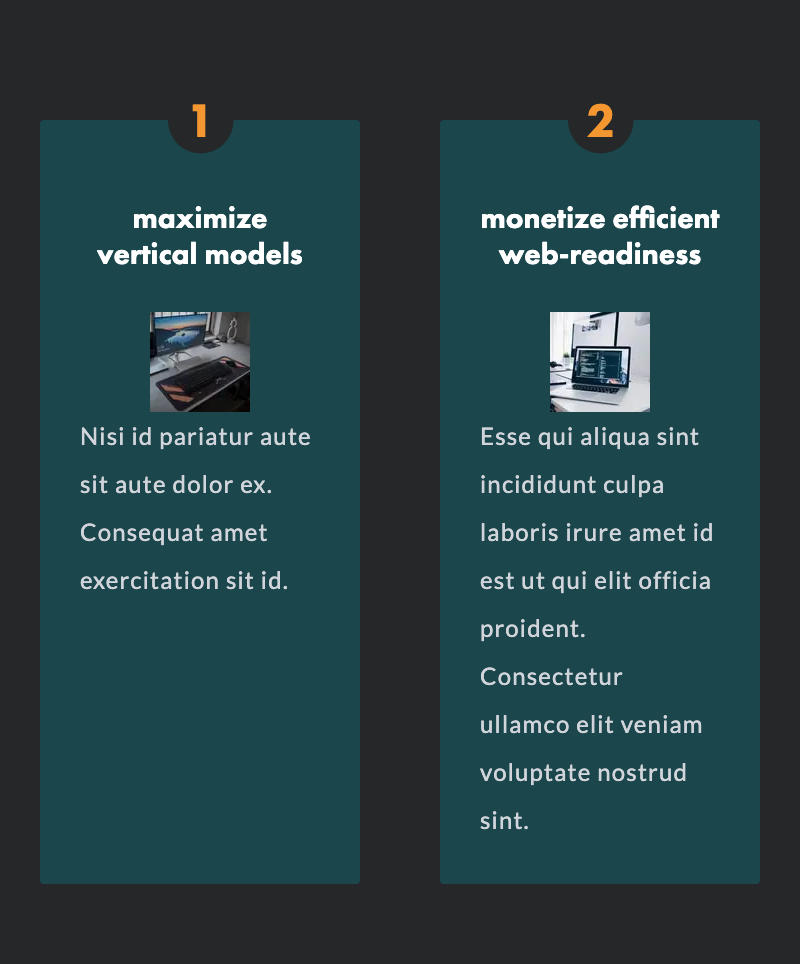 1
maximize
vertical models
Nisi id pariatur aute
sit aute dolor ex.
Consequat amet
exercitation sit id.
2
monetize efficient
web-readiness
Esse qui aliqua sint
incididunt culpa
laboris irure amet id
est ut qui elit officia
proident.
Consectetur
ullamco elit veniam
voluptate nostrud
sint.